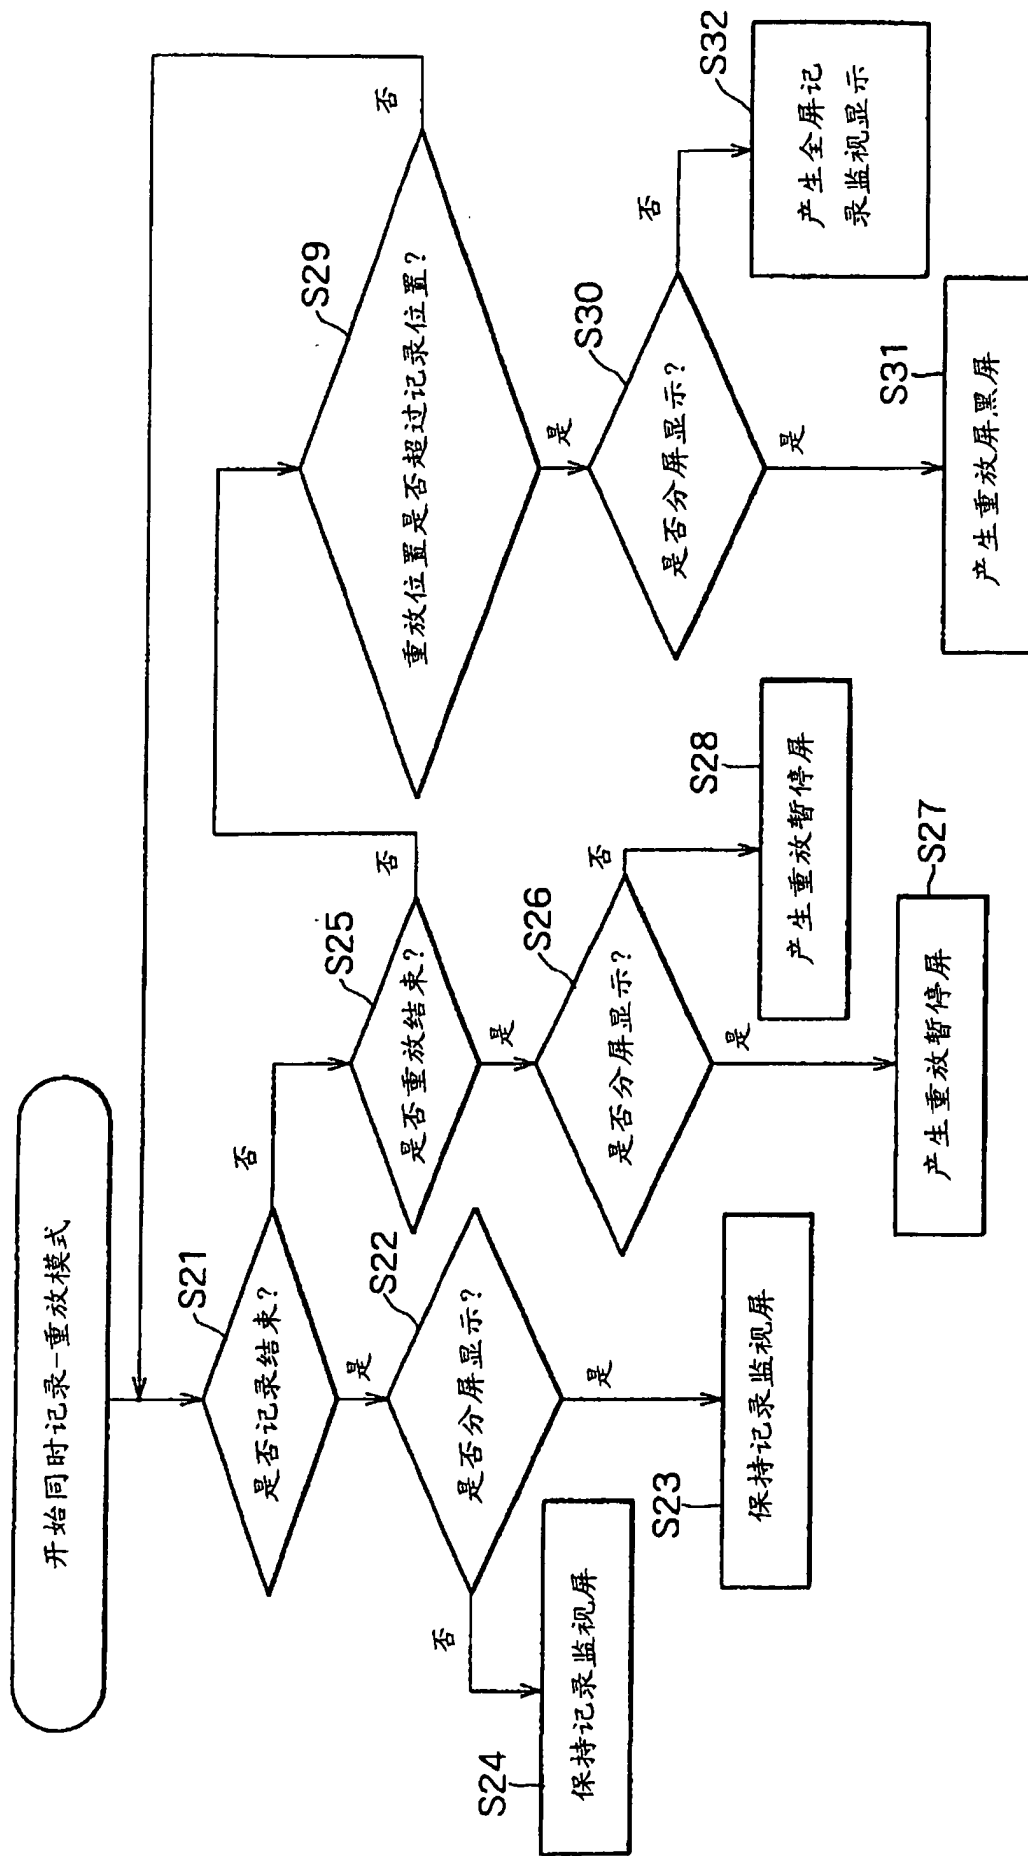 开始同时记录-重放模式
S21
是否记录结束?
否
是
S22
是否分屏显示?
否
是
S24
保持记录监视屏
S23
保持记录监视屏
S25
是否重放结束?
否
是
S26
是否分屏显示?
否
是
S28
产生重放暂停屏
S27
产生重放暂停屏
S29
重放位置是否超过记录位置?
否
是
S30
是否分屏显示?
否
是
S32
产生全屏记
录监视显示
S31
产生重放屏黑屏